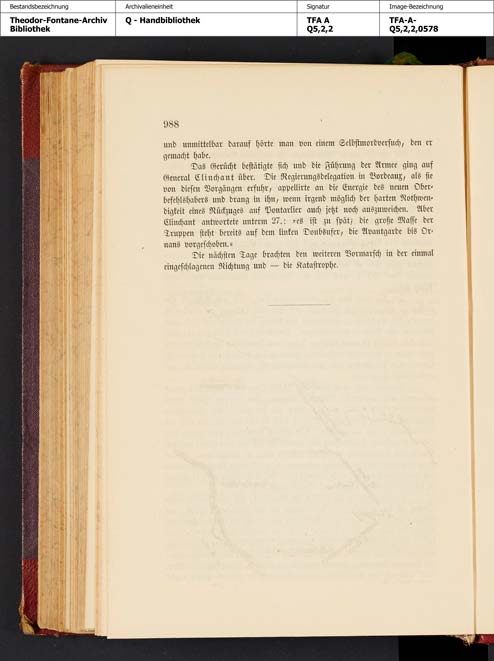 Bestandsbezeichnung Archivalieneinheit Signatur Image-Bezeichnung
Theodor-Fontane-Archiv Q - Handbibliothek TFA A TFA-A-
Bibliothek Q5,2,2 Q5,2,2,0578
988
und unmittelbar darauf hörte man von einem Selbstmordversuch, den er
gemacht habe.
Das Gerücht bestätigte sich und die Führung der Armee ging auf
General Clinchant über. Die Regierungsdelegation in Bordeaux, als sie
von diesen Vorgängen erfuhr, appellirte an die Energie des neuen Ober-
befehlshabers und drang in ihn, wenn irgend möglich der harten Nothwen-
digkeit eines Rückzuges auf Pontarlier auch jetzt noch auszuweichen. Aber
Clinchant antwortete unterm 27.: »es ist zu spät; die große Masse der
Truppen steht bereits auf dem linken Doubsufer, die Avantgarde bis Or-
nans vorgeschoben.«
Die nächsten Tage brachten den weiteren Vormarsch in der einmal
eingeschlagenen Richtung und — die Katastrophe.